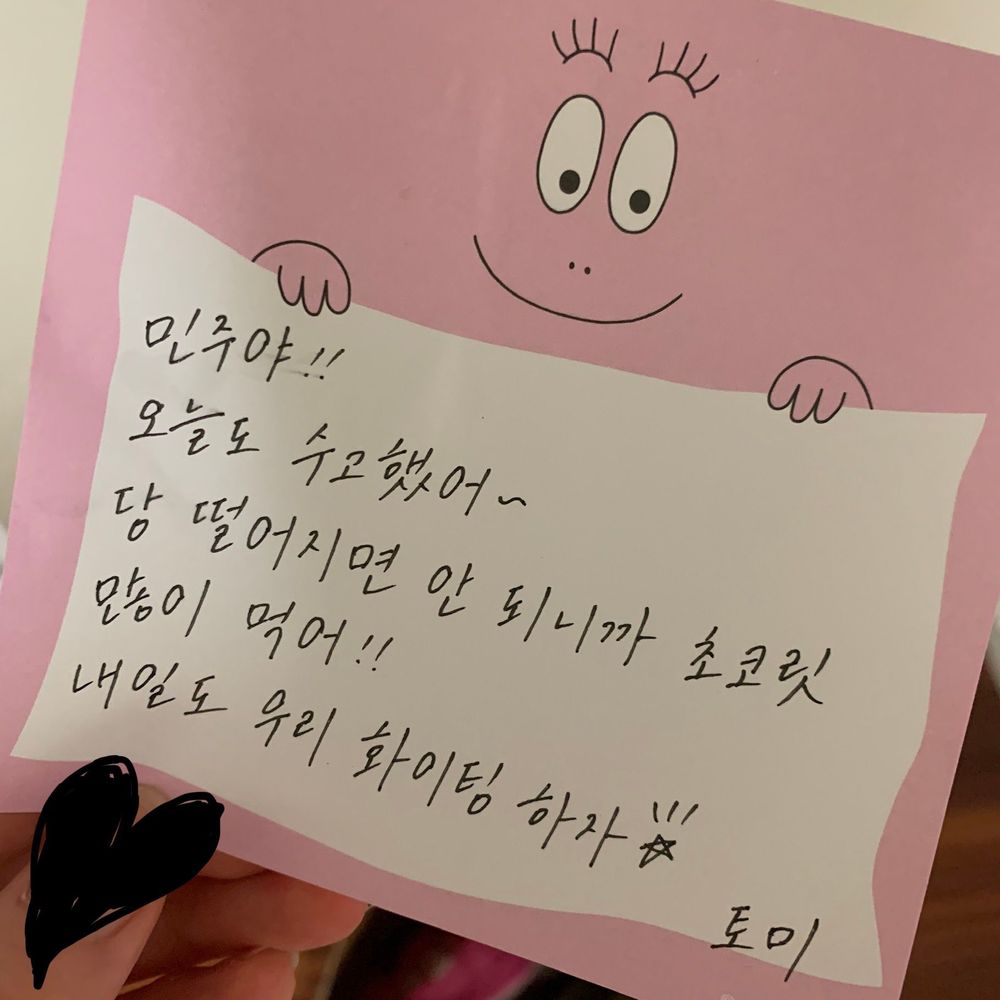 민주야!!
오늘도 수고했어~
당 떨어지면 안 되니까 초코릿
많이 먹어!!
내일도 우리 화이팅 하자☆
토미